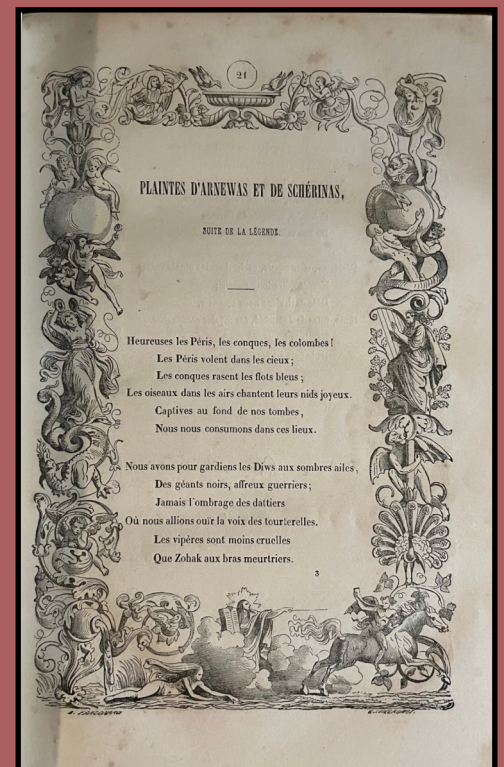 21
PLAINTES D'ARNEWAS ET DE SCHÉRINAS,
SUITE DE LA LÉGENDE.
Heureuses les Péris, les conques, les colombes!
Les Péris volent dans les cieux;
Les conques rasent les flots bleus;
Les oiseaux dans les airs chantent leurs nids joyeux.
Captives au fond de nos tombes,
Nous nous consumons dans ces lieux.
Nous avons pour gardiens les Diws aux sombres ailes,
Des géants noirs, affreux guerriers;
Jamais l'ombrage des dattiers
Où nous allions ouïr la voix des tourterelles.
Les vipères sont moins cruelles
Que Zohak aux bras meurtriers.
3